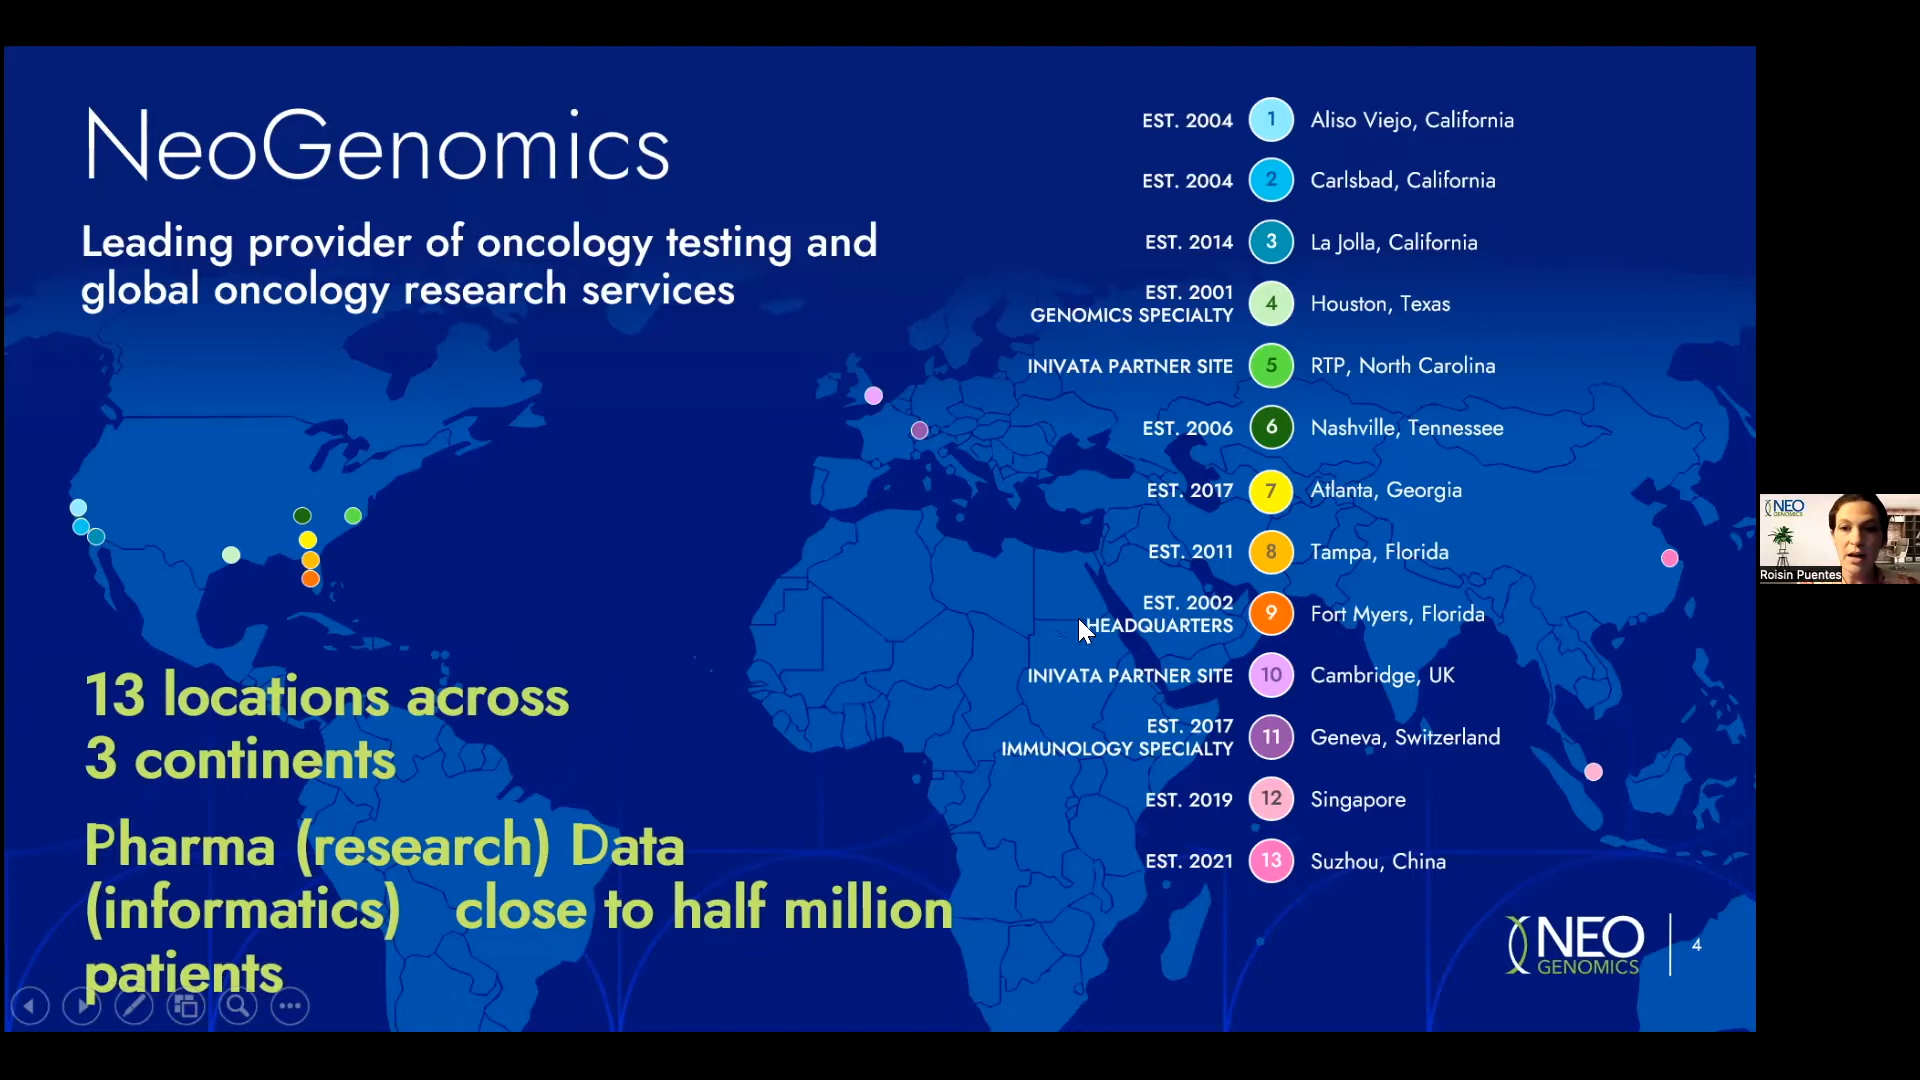 NeoGenomics
Leading provider of oncology testing and
global oncology research services
13 locations across
3 continents
Pharma (research) Data
(informatics) close to half million
patients
EST. 2004 1 Aliso Viejo, California
EST. 2004 2 Carlsbad, California
EST. 2014 3 La Jolla, California
EST. 2001
GENOMICS SPECIALTY 4 Houston, Texas
INIVATA PARTNER SITE 5 RTP, North Carolina
EST. 2006 6 Nashville, Tennessee
EST. 2017 7 Atlanta, Georgia
EST. 2011 8 Tampa, Florida
EST. 2002
HEADQUARTERS 9 Fort Myers, Florida
INIVATA PARTNER SITE 10 Cambridge, UK
EST. 2017
IMMUNOLOGY SPECIALTY 11 Geneva, Switzerland
EST. 2019 12 Singapore
EST. 2021 13 Suzhou, China
NEO
GENOMICS
4
NEO
GENOMICS
Roisin Puentes